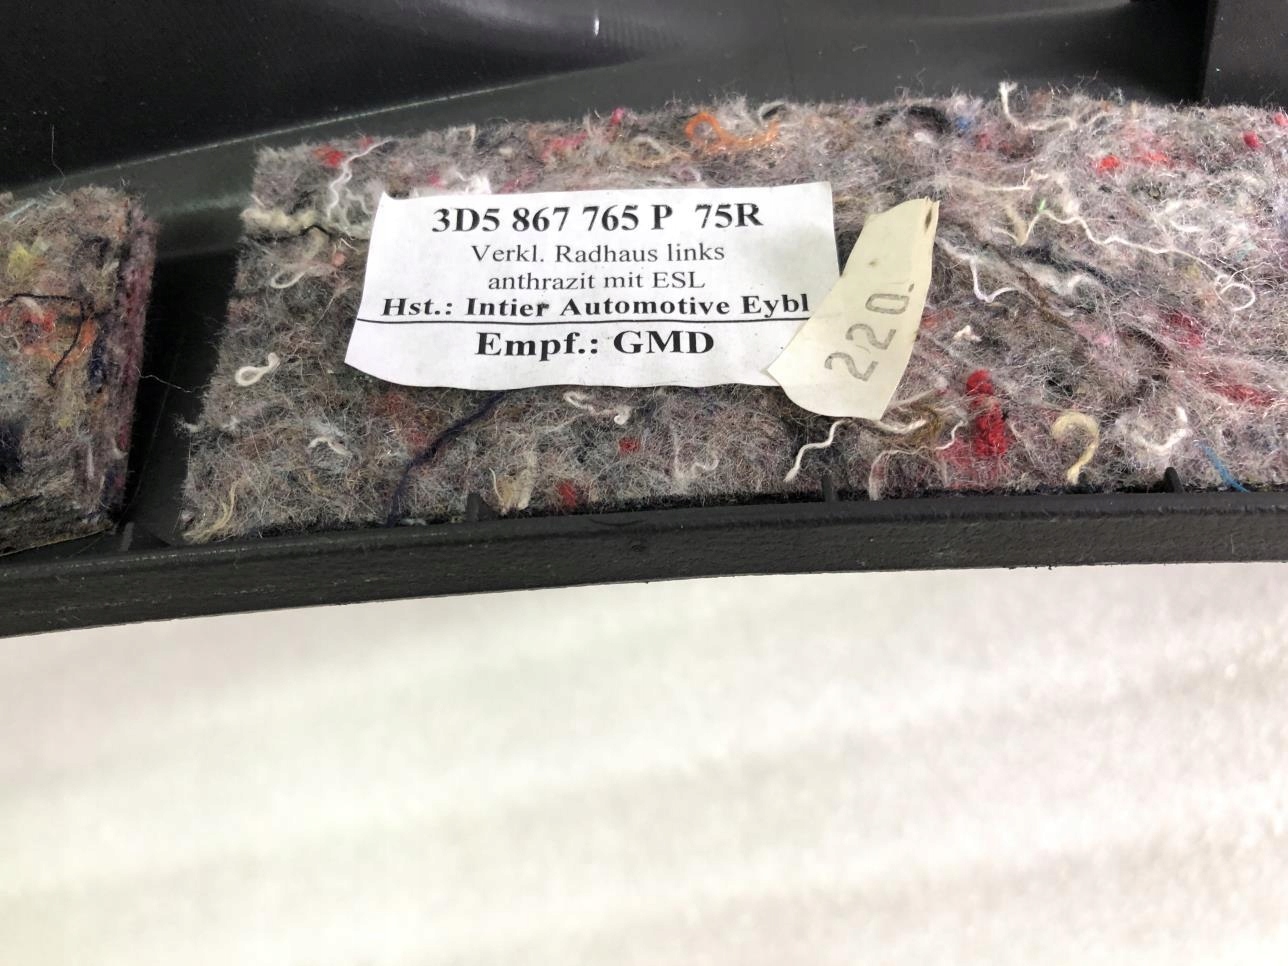 3D5 867 765 P 75R
Verkl. Radhaus links
anthrazit mit ESL
Hst.: Intier Automotive Eybl
Empf.: GMD
220.